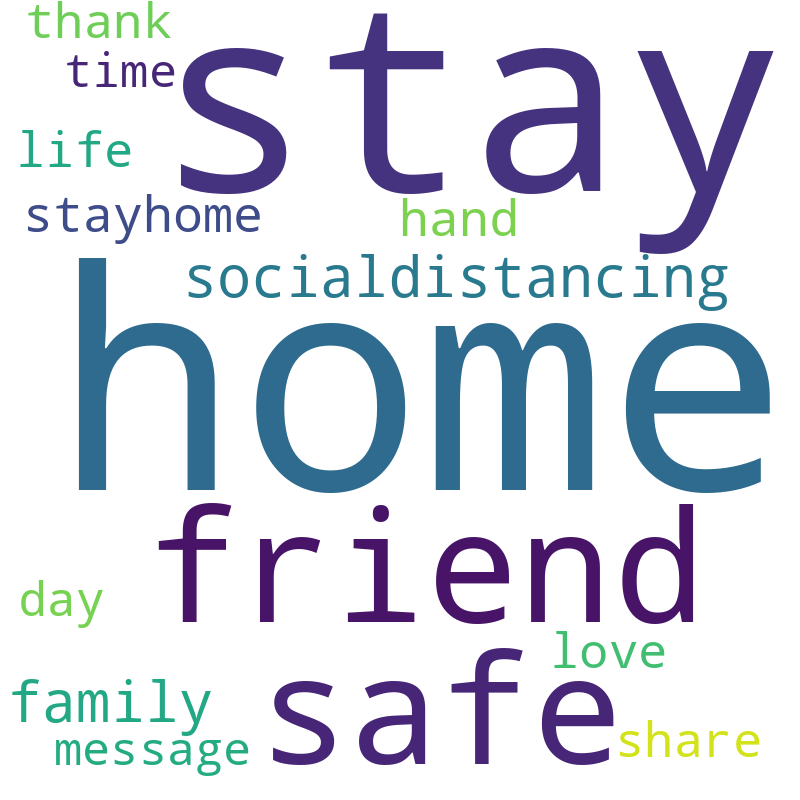 thank
stay
time
life
stayhome
hand
socialdistancing
home
friend
day
love
safe
family
message
share